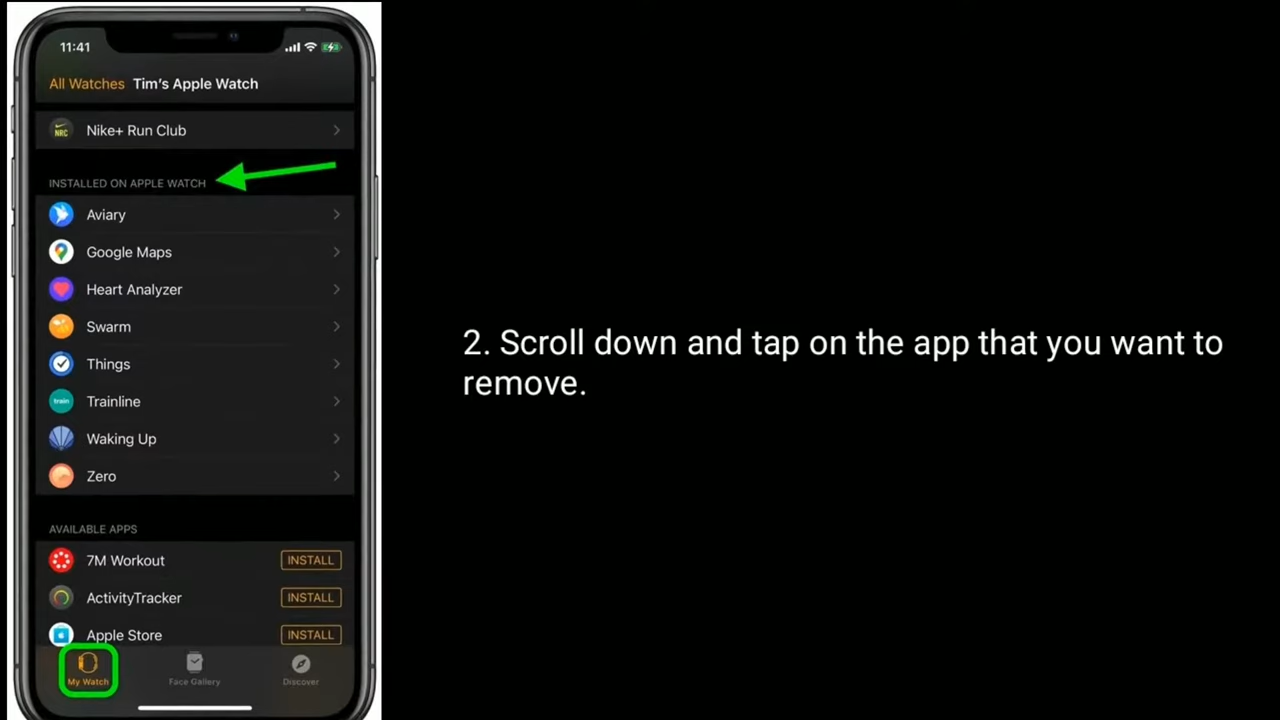 11:41
All Watches Tim's Apple Watch
NRC Nike+ Run Club
INSTALLED ON APPLE WATCH
Aviary
Google Maps
Heart Analyzer
Swarm
Things
train Trainline
Waking Up
Zero
AVAILABLE APPS
7M Workout INSTALL
ActivityTracker INSTALL
Apple Store INSTALL
My Watch Face Gallery Discover
2. Scroll down and tap on the app that you want to
remove.